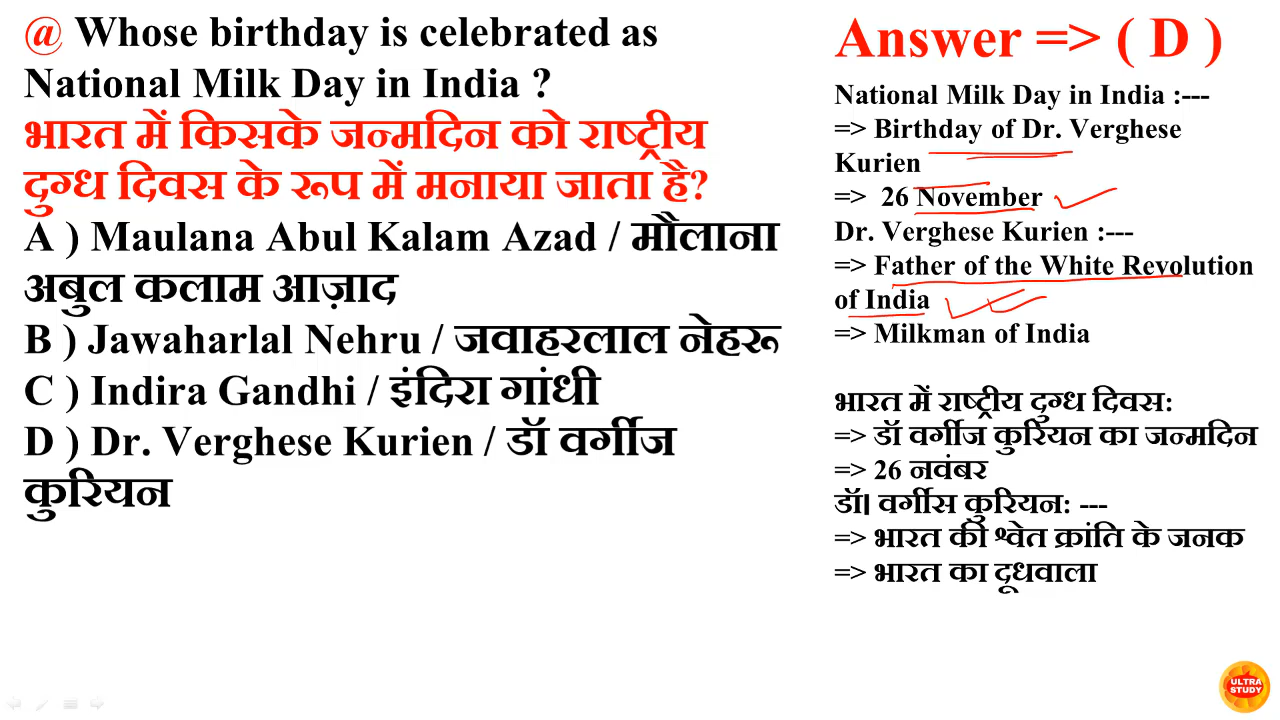 @ Whose birthday is celebrated as
National Milk Day in India ?
भारत में किसके जन्मदिन को राष्ट्रीय
दुग्ध दिवस के रूप में मनाया जाता है?
A ) Maulana Abul Kalam Azad / मौलाना
अबुल कलाम आज़ाद
B ) Jawaharlal Nehru / जवाहरलाल नेहरू
C ) Indira Gandhi / इंदिरा गांधी
D ) Dr. Verghese Kurien / डॉ वर्गीज
कुरियन
Answer => ( D )
National Milk Day in India :---
=> Birthday of Dr. Verghese
Kurien
=> 26 November
Dr. Verghese Kurien :---
=> Father of the White Revolution
of India
=> Milkman of India
भारत में राष्ट्रीय दुग्ध दिवस:
=> डॉ वर्गीज कुरियन का जन्मदिन
=> 26 नवंबर
डॉ। वर्गीस कुरियन: ---
=> भारत की श्वेत क्रांति के जनक
=> भारत का दूधवाला
ULTRA
STUDY